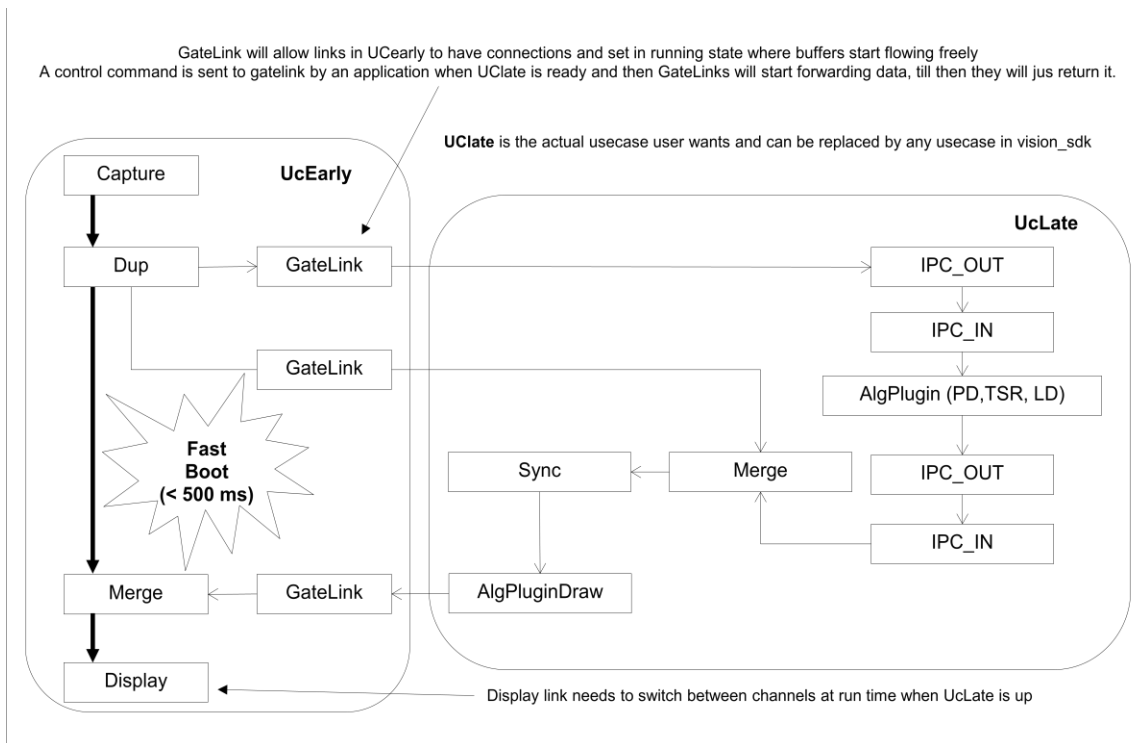 GateLink will allow links in UCearly to have connections and set in running state where buffers start flowing freely
A control command is sent to gatelink by an application when UClate is ready and then GateLinks will start forwarding data, till then they will jus return it.
UClate is the actual usecase user wants and can be replaced by any usecase in vision_sdk
Capture
UcEarly
UcLate
Dup
GateLink
IPC_OUT
IPC_IN
GateLink
AlgPlugin (PD,TSR, LD)
Fast
Boot
(< 500 ms)
Sync
Merge
IPC_OUT
IPC_IN
Merge
GateLink
AlgPluginDraw
Display
Display link needs to switch between channels at run time when UcLate is up